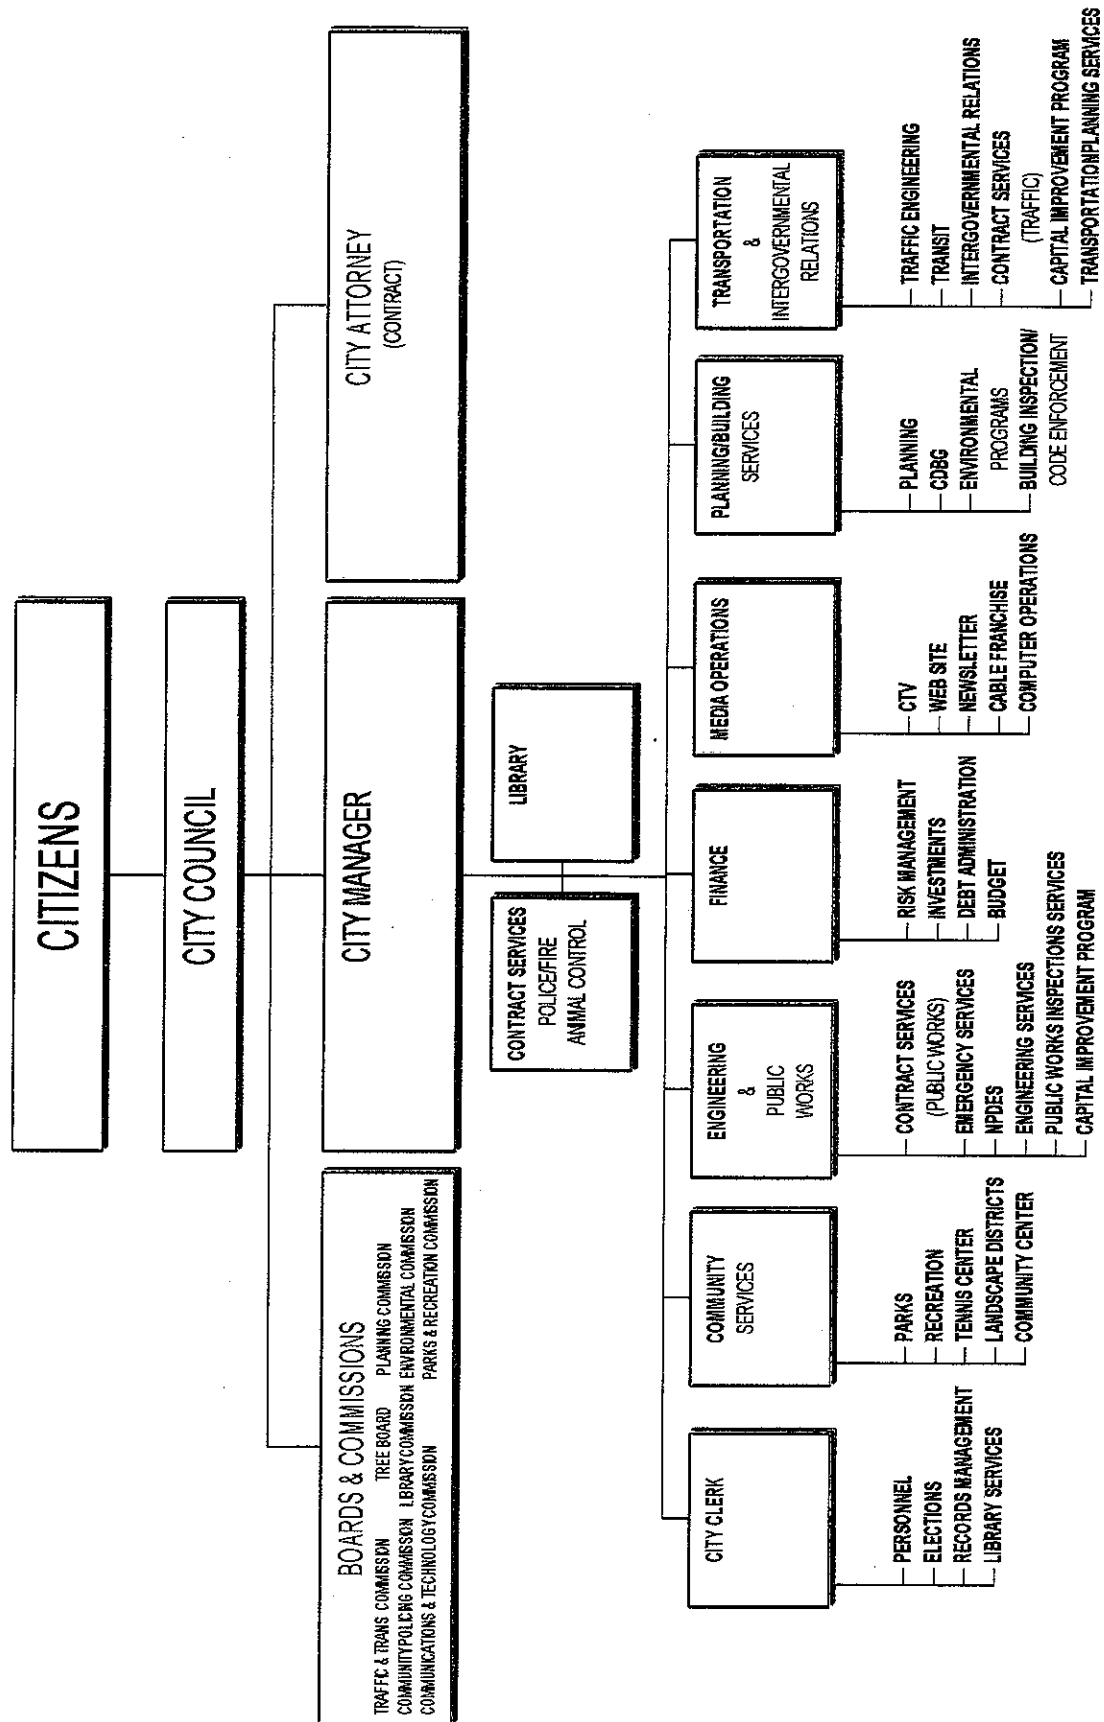 CITIZENS
CITY COUNCIL
BOARDS & COMMISSIONS
TRAFFIC & TRANS COMMISSION TREE BOARD PLANNING COMMISSION
COMMUNITY POLICING COMMISSION LIBRARY COMMISSION ENVIRONMENTAL COMMISSION
COMMUNICATIONS & TECHNOLOGY COMMISSION PARKS & RECREATION COMMISSION
CITY MANAGER
CITY ATTORNEY
(CONTRACT)
CONTRACT SERVICES
POLICE/FIRE
ANIMAL CONTROL
LIBRARY
CITY CLERK
PERSONNEL
ELECTIONS
RECORDS MANAGEMENT
LIBRARY SERVICES
COMMUNITY
SERVICES
PARKS
RECREATION
TENNIS CENTER
LANDSCAPE DISTRICTS
COMMUNITY CENTER
ENGINEERING
&
PUBLIC
WORKS
CONTRACT SERVICES
(PUBLIC WORKS)
EMERGENCY SERVICES
NPDES
ENGINEERING SERVICES
PUBLIC WORKS INSPECTIONS SERVICES
CAPITAL IMPROVEMENT PROGRAM
FINANCE
RISK MANAGEMENT
INVESTMENTS
DEBT ADMINISTRATION
BUDGET
MEDIA OPERATIONS
CTV
WEB SITE
NEWSLETTER
CABLE FRANCHISE
COMPUTER OPERATIONS
PLANNING/BUILDING
SERVICES
PLANNING
CDBG
ENVIRONMENTAL
PROGRAMS
BUILDING INSPECTION/
CODE ENFORCEMENT
TRANSPORTATION
&
INTERGOVERNMENTAL
RELATIONS
TRAFFIC ENGINEERING
TRANSIT
INTERGOVERNMENTAL RELATIONS
CONTRACT SERVICES
(TRAFFIC)
CAPITAL IMPROVEMENT PROGRAM
TRANSPORTATION PLANNING SERVICES